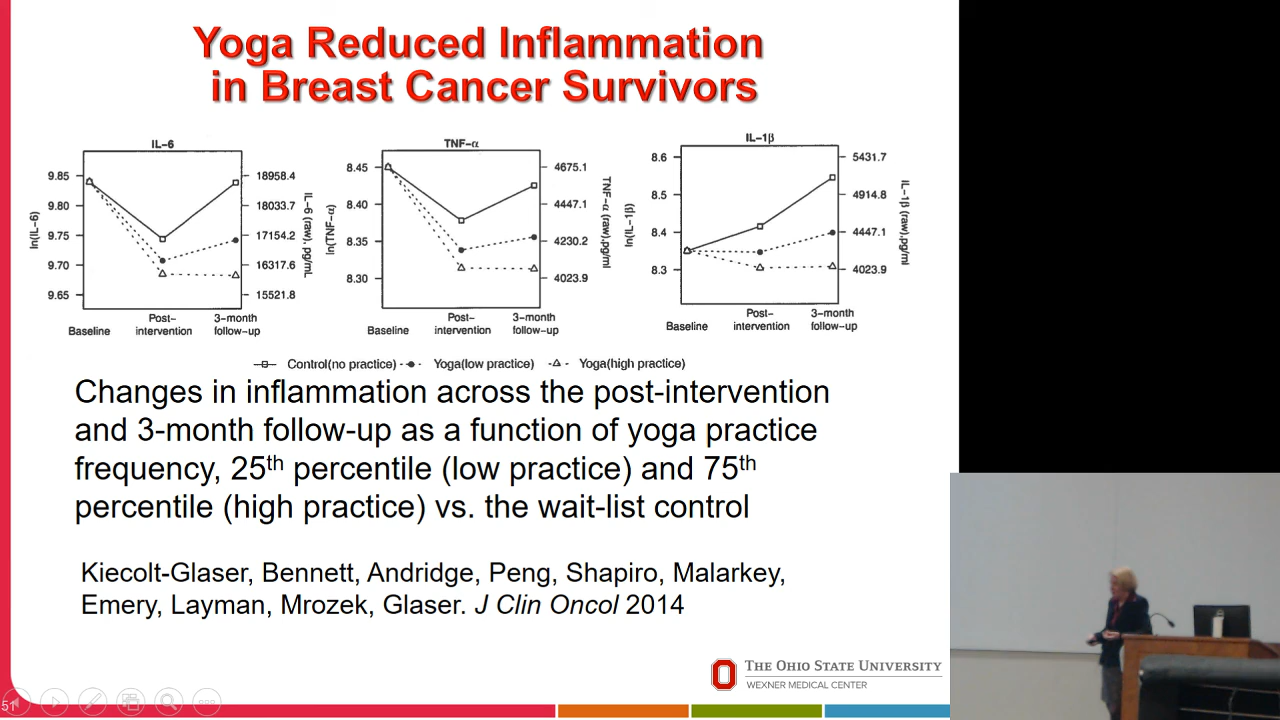 Yoga Reduced Inflammation
in Breast Cancer Survivors
IL-6
9.85
9.80
9.75
9.70
9.65
ln(IL-6)
18958.4
18033.7
17154.2
16317.6
15521.8
IL-6 (raw), pg/mL
Baseline
Post-
intervention
3-month
follow-up
TNF-α
8.45
8.40
8.35
8.30
ln(TNF-α)
4675.1
4447.1
4230.2
4023.9
TNF-α (raw),pg/ml
Baseline
Post-
intervention
3-month
follow-up
IL-1β
8.6
8.5
8.4
8.3
ln(IL-1β)
5431.7
4914.8
4447.1
4023.9
IL-1β (raw),pg/ml
Baseline
Post-
intervention
3-month
follow-up
Control(no practice) Yoga(low practice) Yoga(high practice)
Changes in inflammation across the post-intervention
and 3-month follow-up as a function of yoga practice
frequency, 25th percentile (low practice) and 75th
percentile (high practice) vs. the wait-list control
Kiecolt-Glaser, Bennett, Andridge, Peng, Shapiro, Malarkey,
Emery, Layman, Mrozek, Glaser. J Clin Oncol 2014
THE OHIO STATE UNIVERSITY
WEXNER MEDICAL CENTER
51